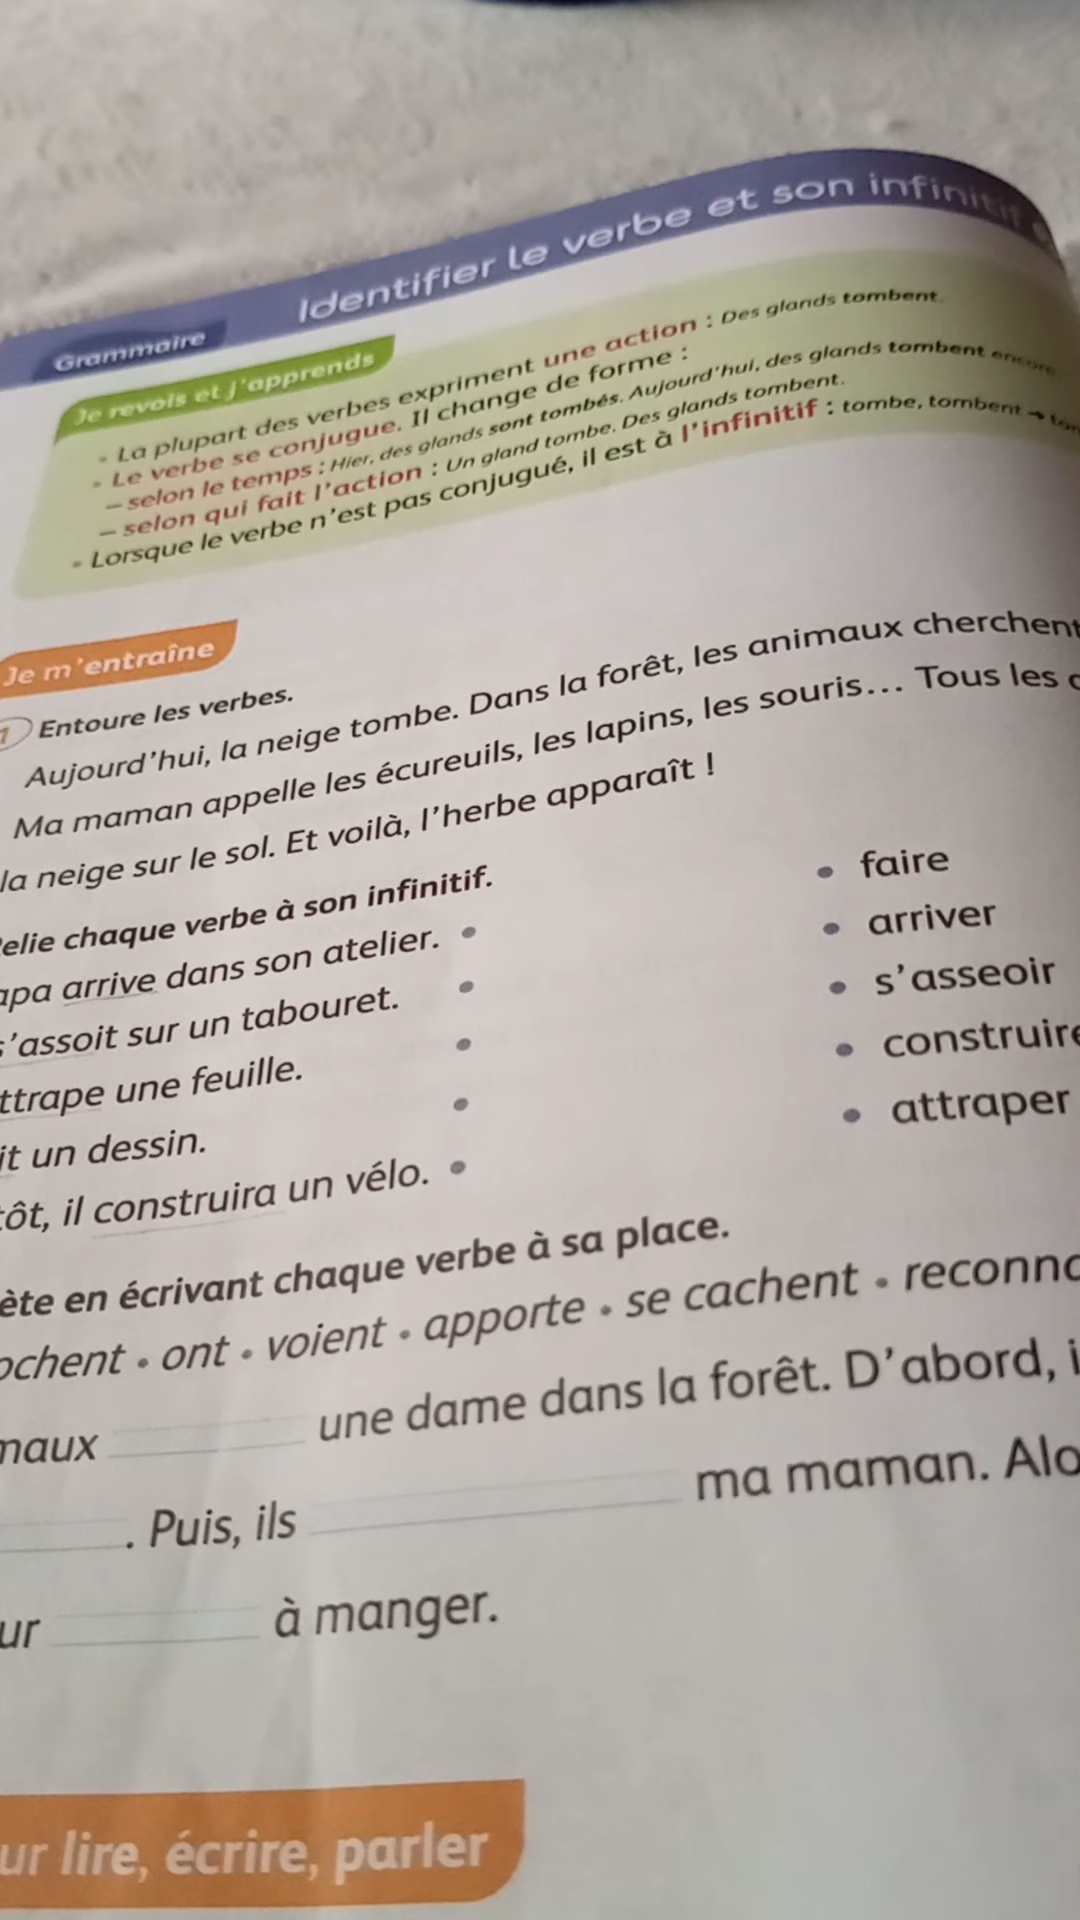 Identifier le verbe et son infinitif
Grammaire
Je revois et j'apprends
• La plupart des verbes expriment une action : Des glands tombent.
• Le verbe se conjugue. Il change de forme :
– selon le temps : Hier, des glands sont tombés. Aujourd'hui, des glands tombent encore
– selon qui fait l'action : Un gland tombe. Des glands tombent.
• Lorsque le verbe n'est pas conjugué, il est à l'infinitif : tombe, tombent →
Je m'entraîne
1 Entoure les verbes.
Aujourd'hui, la neige tombe. Dans la forêt, les animaux cherchent
Ma maman appelle les écureuils, les lapins, les souris... Tous les
la neige sur le sol. Et voilà, l'herbe apparaît !
elie chaque verbe à son infinitif.
apa arrive dans son atelier. •
• faire
s'assoit sur un tabouret. •
• arriver
ttrape une feuille. •
• s'asseoir
it un dessin. •
• construire
tôt, il construira un vélo. •
• attraper
ète en écrivant chaque verbe à sa place.
ochent • ont • voient • apporte • se cachent • reconna
maux une dame dans la forêt. D'abord, i
. Puis, ils ma maman. Alo
ur à manger.
ur lire, écrire, parler